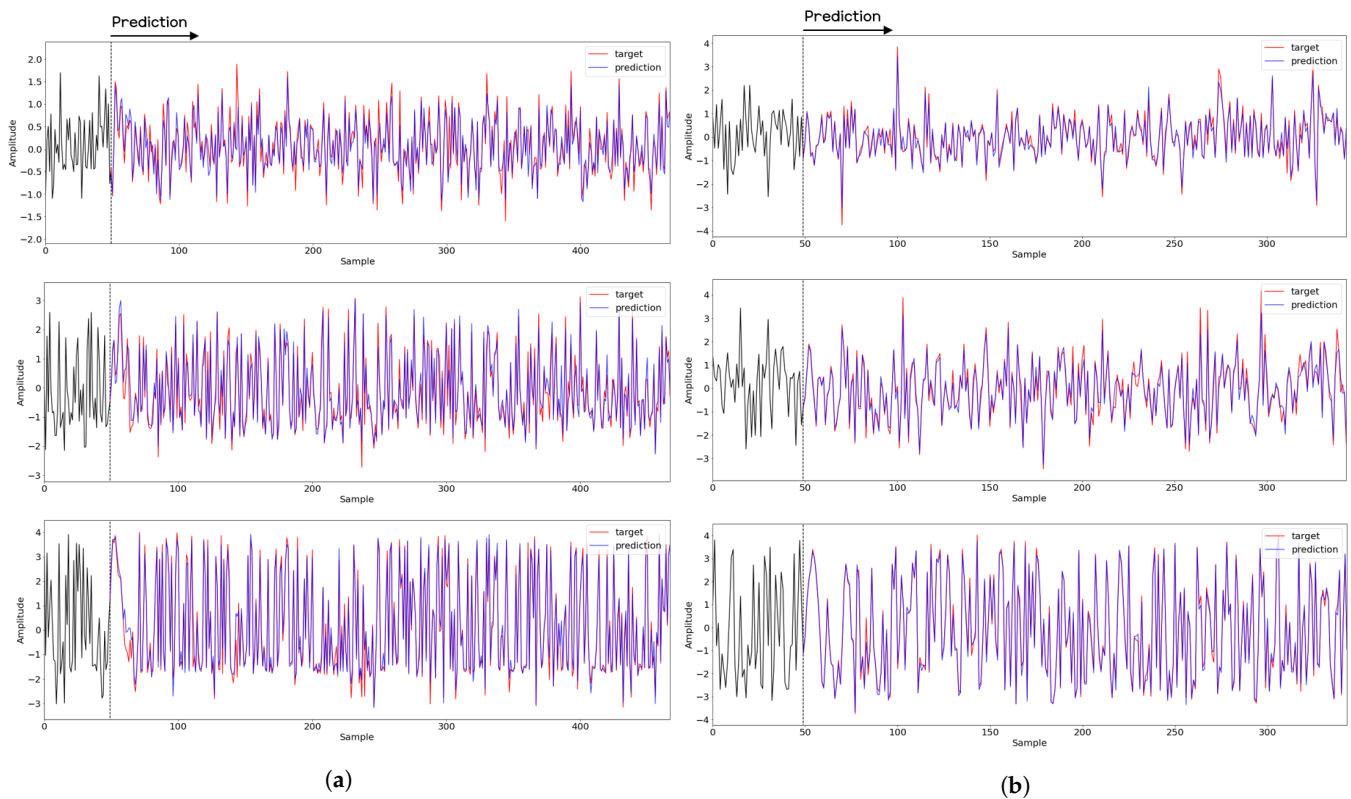 Prediction
target
prediction
Amplitude
2.0
1.5
1.0
0.5
0.0
−0.5
−1.0
−1.5
−2.0
0 100 200 300 400
Sample
target
prediction
Amplitude
3
2
1
0
−1
−2
−3
0 100 200 300 400
Sample
target
prediction
Amplitude
4
3
2
1
0
−1
−2
−3
0 100 200 300 400
Sample
(a)
Prediction
target
prediction
Amplitude
4
3
2
1
0
−1
−2
−3
−4
0 50 100 150 200 250 300
Sample
target
prediction
Amplitude
4
3
2
1
0
−1
−2
−3
0 50 100 150 200 250 300
Sample
target
prediction
Amplitude
4
3
2
1
0
−1
−2
−3
−4
0 50 100 150 200 250 300
Sample
(b)